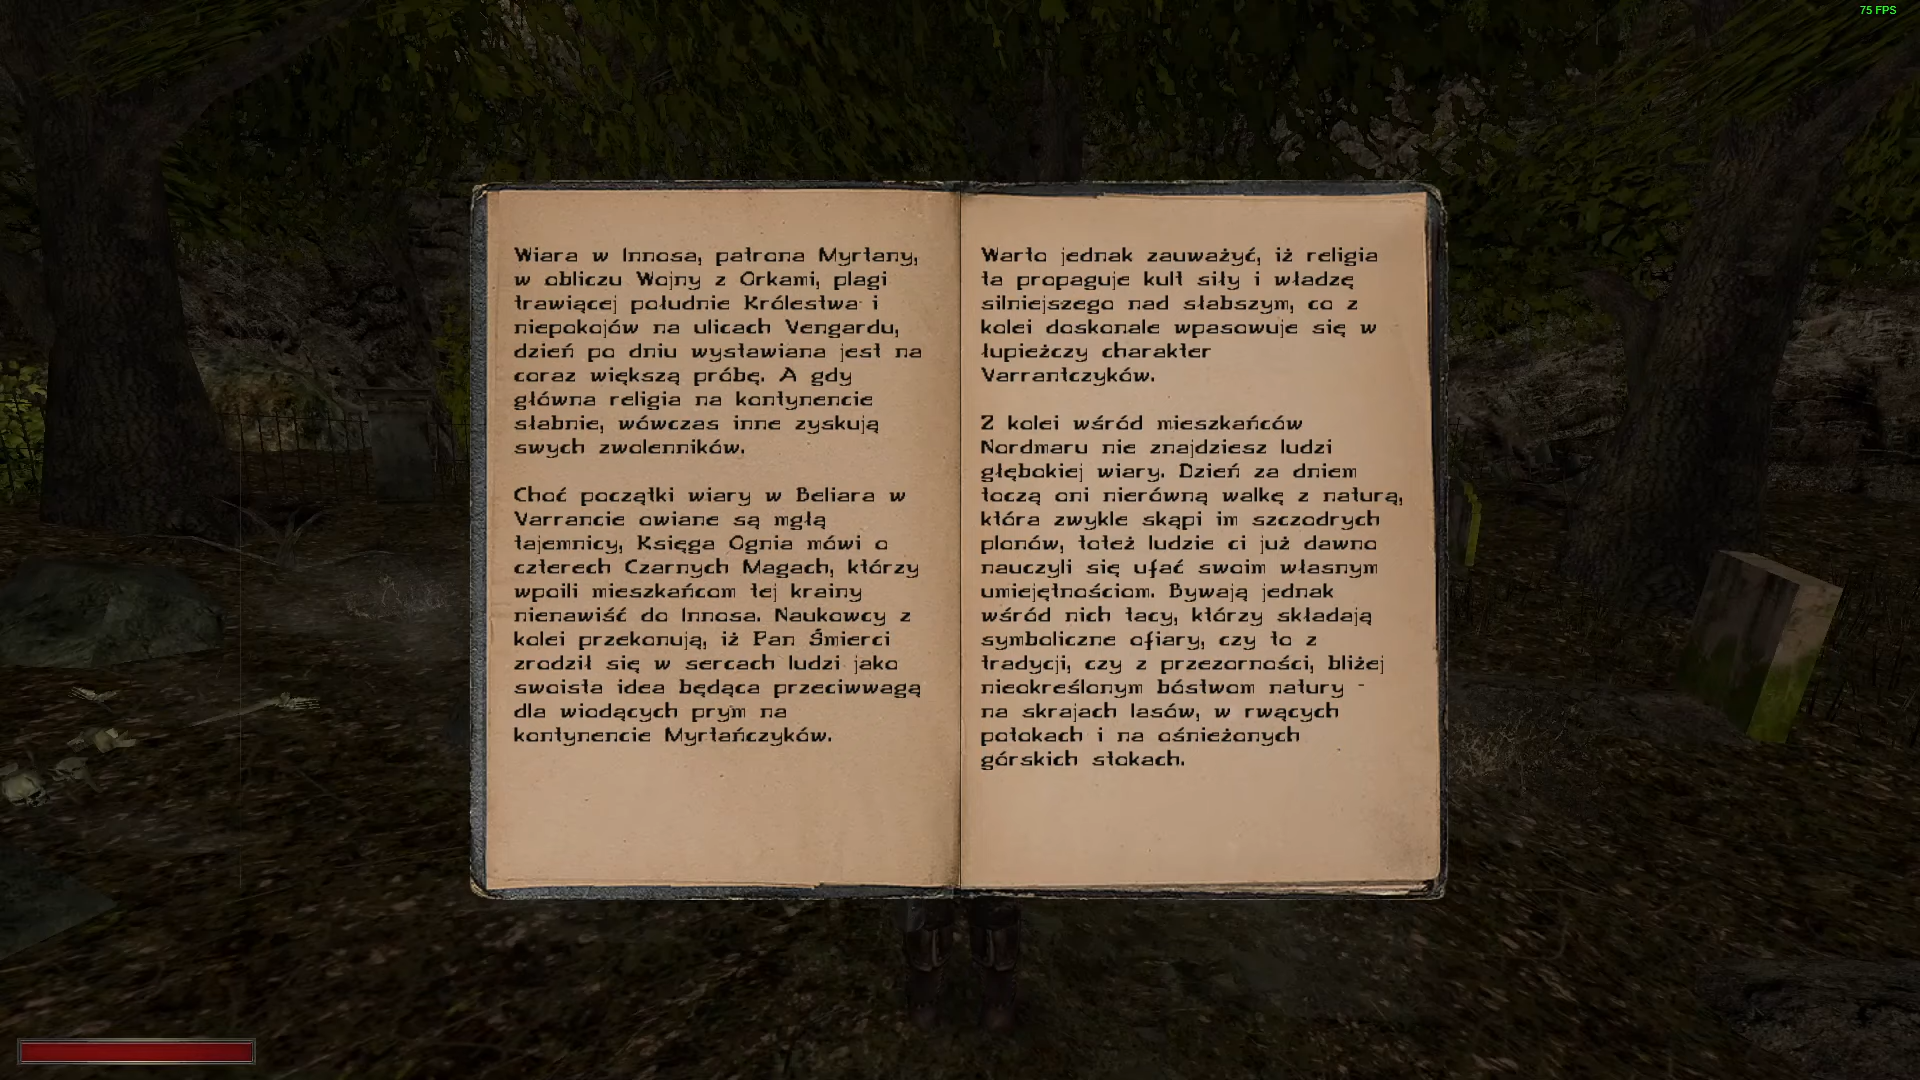 75 FPS
Wiara w Innosa, patrona Myrtany,
w obliczu Wojny z Orkami, plagi
trawiącej południe Królestwa i
niepokojów na ulicach Vengardu,
dzień po dniu wystawiana jest na
coraz większą próbę. A gdy
główna religia na kontynencie
słabnie, wówczas inne zyskują
swych zwolenników.
Choć początki wiary w Beliara w
Varrancie owiane są mgłą
tajemnicy, Księga Ognia mówi o
czterech Czarnych Magach, którzy
wpoili mieszkańcom tej krainy
nienawiść do Innosa. Naukowcy z
kolei przekonują, iż Pan Śmierci
zrodził się w sercach ludzi jako
swoista idea będąca przeciwwagą
dla wiodących prym na
kontynencie Myrtańczyków.
Warto jednak zauważyć, iż religia
ta propaguje kult siły i władzę
silniejszego nad słabszym, co z
kolei doskonale wpasowuje się w
łupieżczy charakter
Varrantczyków.
Z kolei wśród mieszkańców
Nordmaru nie znajdziesz ludzi
głębokiej wiary. Dzień za dniem
toczą oni nierówną walkę z naturą,
która zwykle skąpi im szczodrych
plonów, toteż ludzie ci już dawno
nauczyli się ufać swoim własnym
umiejętnościom. Bywają jednak
wśród nich tacy, którzy składają
symboliczne ofiary, czy to z
tradycji, czy z przezorności, bliżej
nieokreślonym bóstwom natury -
na skrajach lasów, w rwących
potokach i na ośnieżonych
górskich stokach.